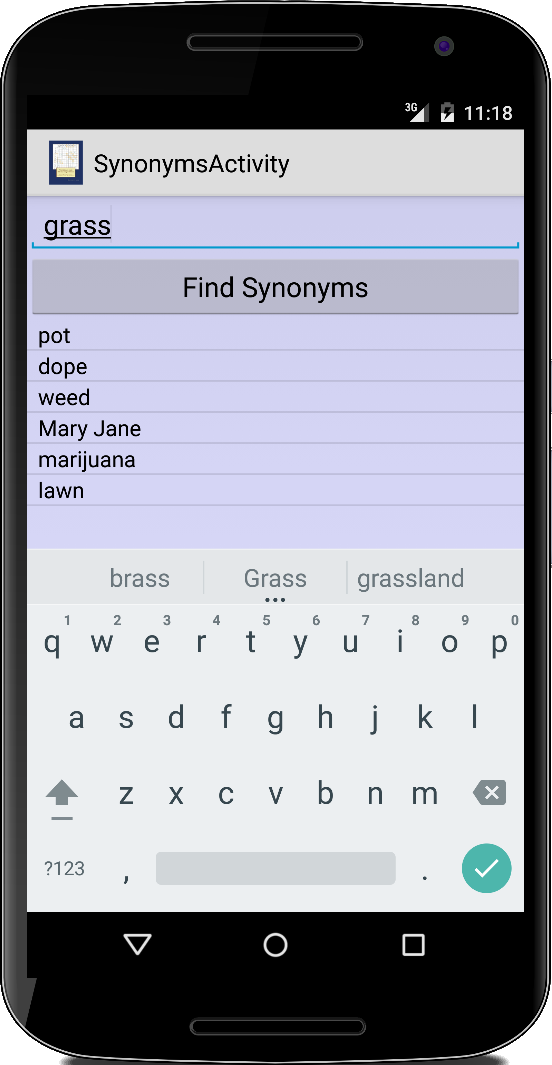 3G 11:18
SynonymsActivity
grass
Find Synonyms
pot
dope
weed
Mary Jane
marijuana
lawn
brass Grass grassland
1 2 3 4 5 6 7 8 9 0
q w e r t y u i o p
a s d f g h j k l
z x c v b n m
?123 , .